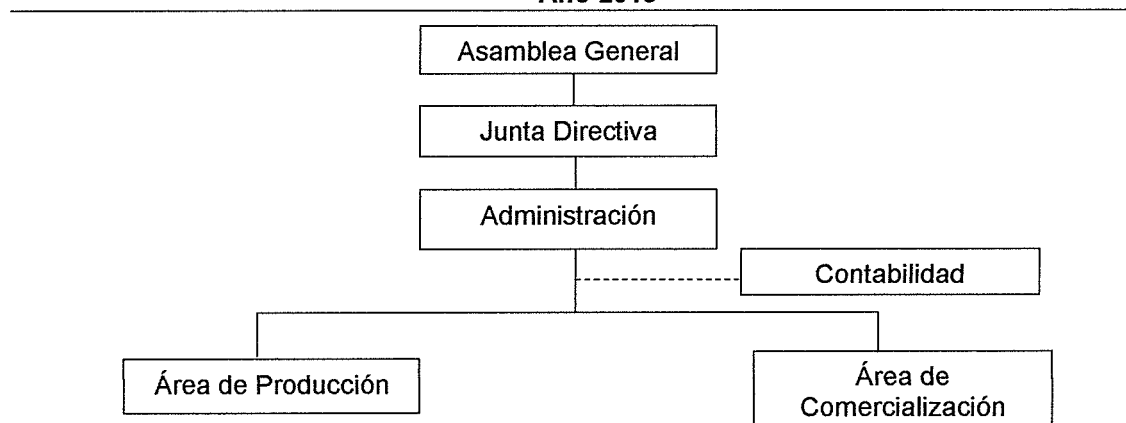 Asamblea General
Junta Directiva
Administración
Contabilidad
Área de Producción
Área de
Comercialización